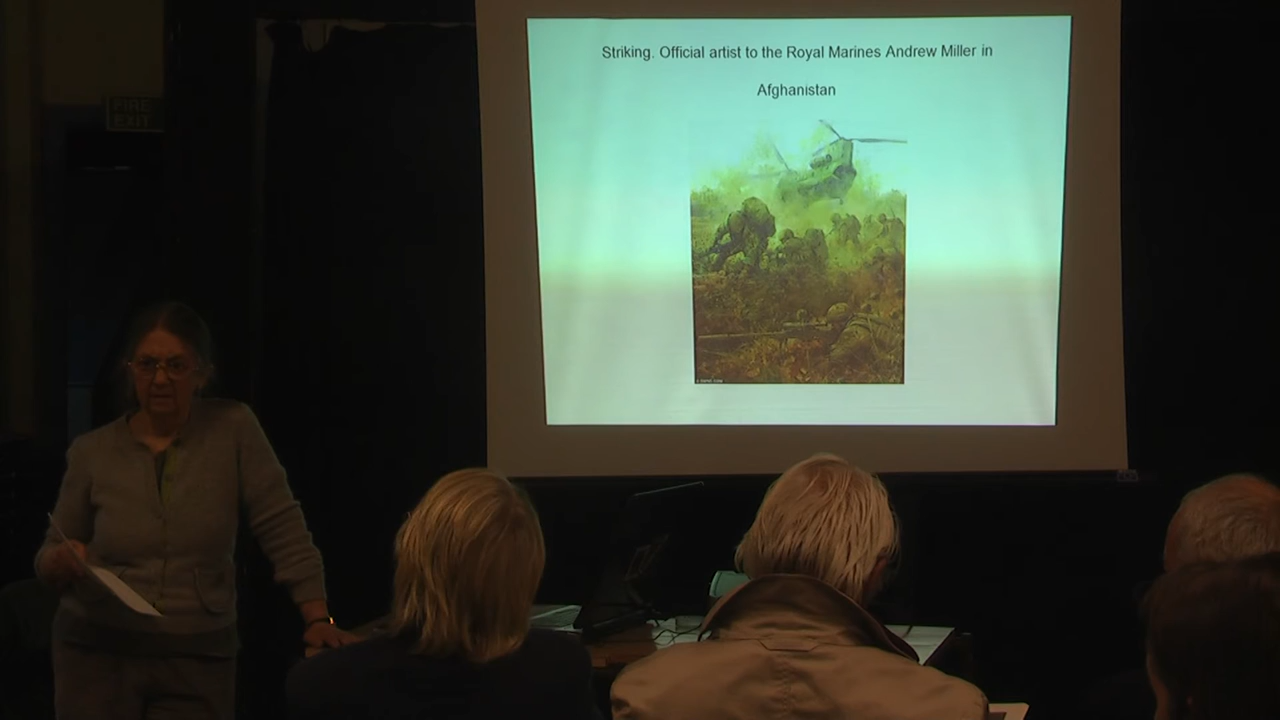 FIRE
EXIT
Striking. Official artist to the Royal Marines Andrew Miller in
Afghanistan